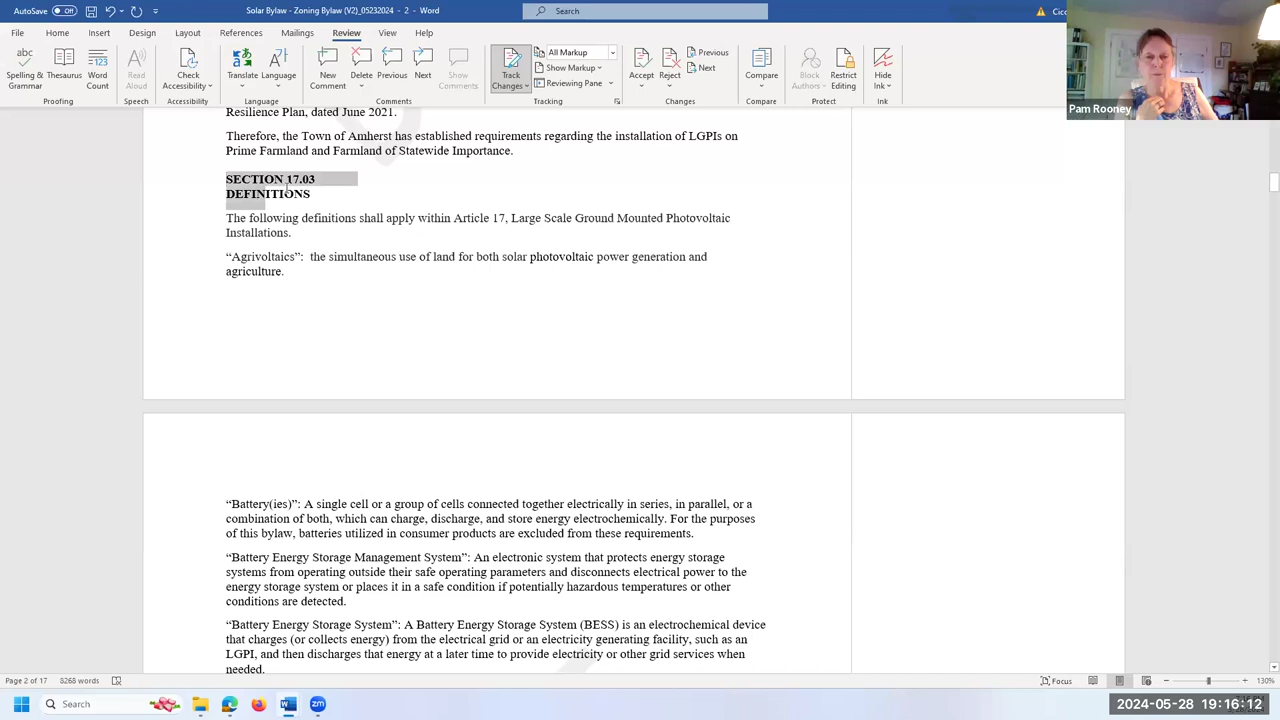 AutoSave Off
Solar Bylaw - Zoning Bylaw (V2)_05232024 - 2 - Word
Search
Cicc
File Home Insert Design Layout References Mailings Review View Help
Spelling & Grammar
Thesaurus
Word Count
Read Aloud
Check Accessibility
Translate
Language
New Comment
Delete
Previous
Next
Show Comments
Track Changes
All Markup
Show Markup
Reviewing Pane
Accept
Reject
Previous
Next
Compare
Block Authors
Restrict Editing
Hide Ink
Proofing Speech Accessibility Language Comments Tracking Changes Compare Protect Ink
Pam Rooney
Resilience Plan, dated June 2021.
Therefore, the Town of Amherst has established requirements regarding the installation of LGPIs on
Prime Farmland and Farmland of Statewide Importance.
SECTION 17.03
DEFINITIONS
The following definitions shall apply within Article 17, Large Scale Ground Mounted Photovoltaic
Installations.
“Agrivoltaics”:  the simultaneous use of land for both solar photovoltaic power generation and
agriculture.
“Battery(ies)”: A single cell or a group of cells connected together electrically in series, in parallel, or a
combination of both, which can charge, discharge, and store energy electrochemically. For the purposes
of this bylaw, batteries utilized in consumer products are excluded from these requirements.
“Battery Energy Storage Management System”: An electronic system that protects energy storage
systems from operating outside their safe operating parameters and disconnects electrical power to the
energy storage system or places it in a safe condition if potentially hazardous temperatures or other
conditions are detected.
“Battery Energy Storage System”: A Battery Energy Storage System (BESS) is an electrochemical device
that charges (or collects energy) from the electrical grid or an electricity generating facility, such as an
LGPI, and then discharges that energy at a later time to provide electricity or other grid services when
needed.
Page 2 of 17 8268 words
Focus
130%
Search
2024-05-28 19:16:12